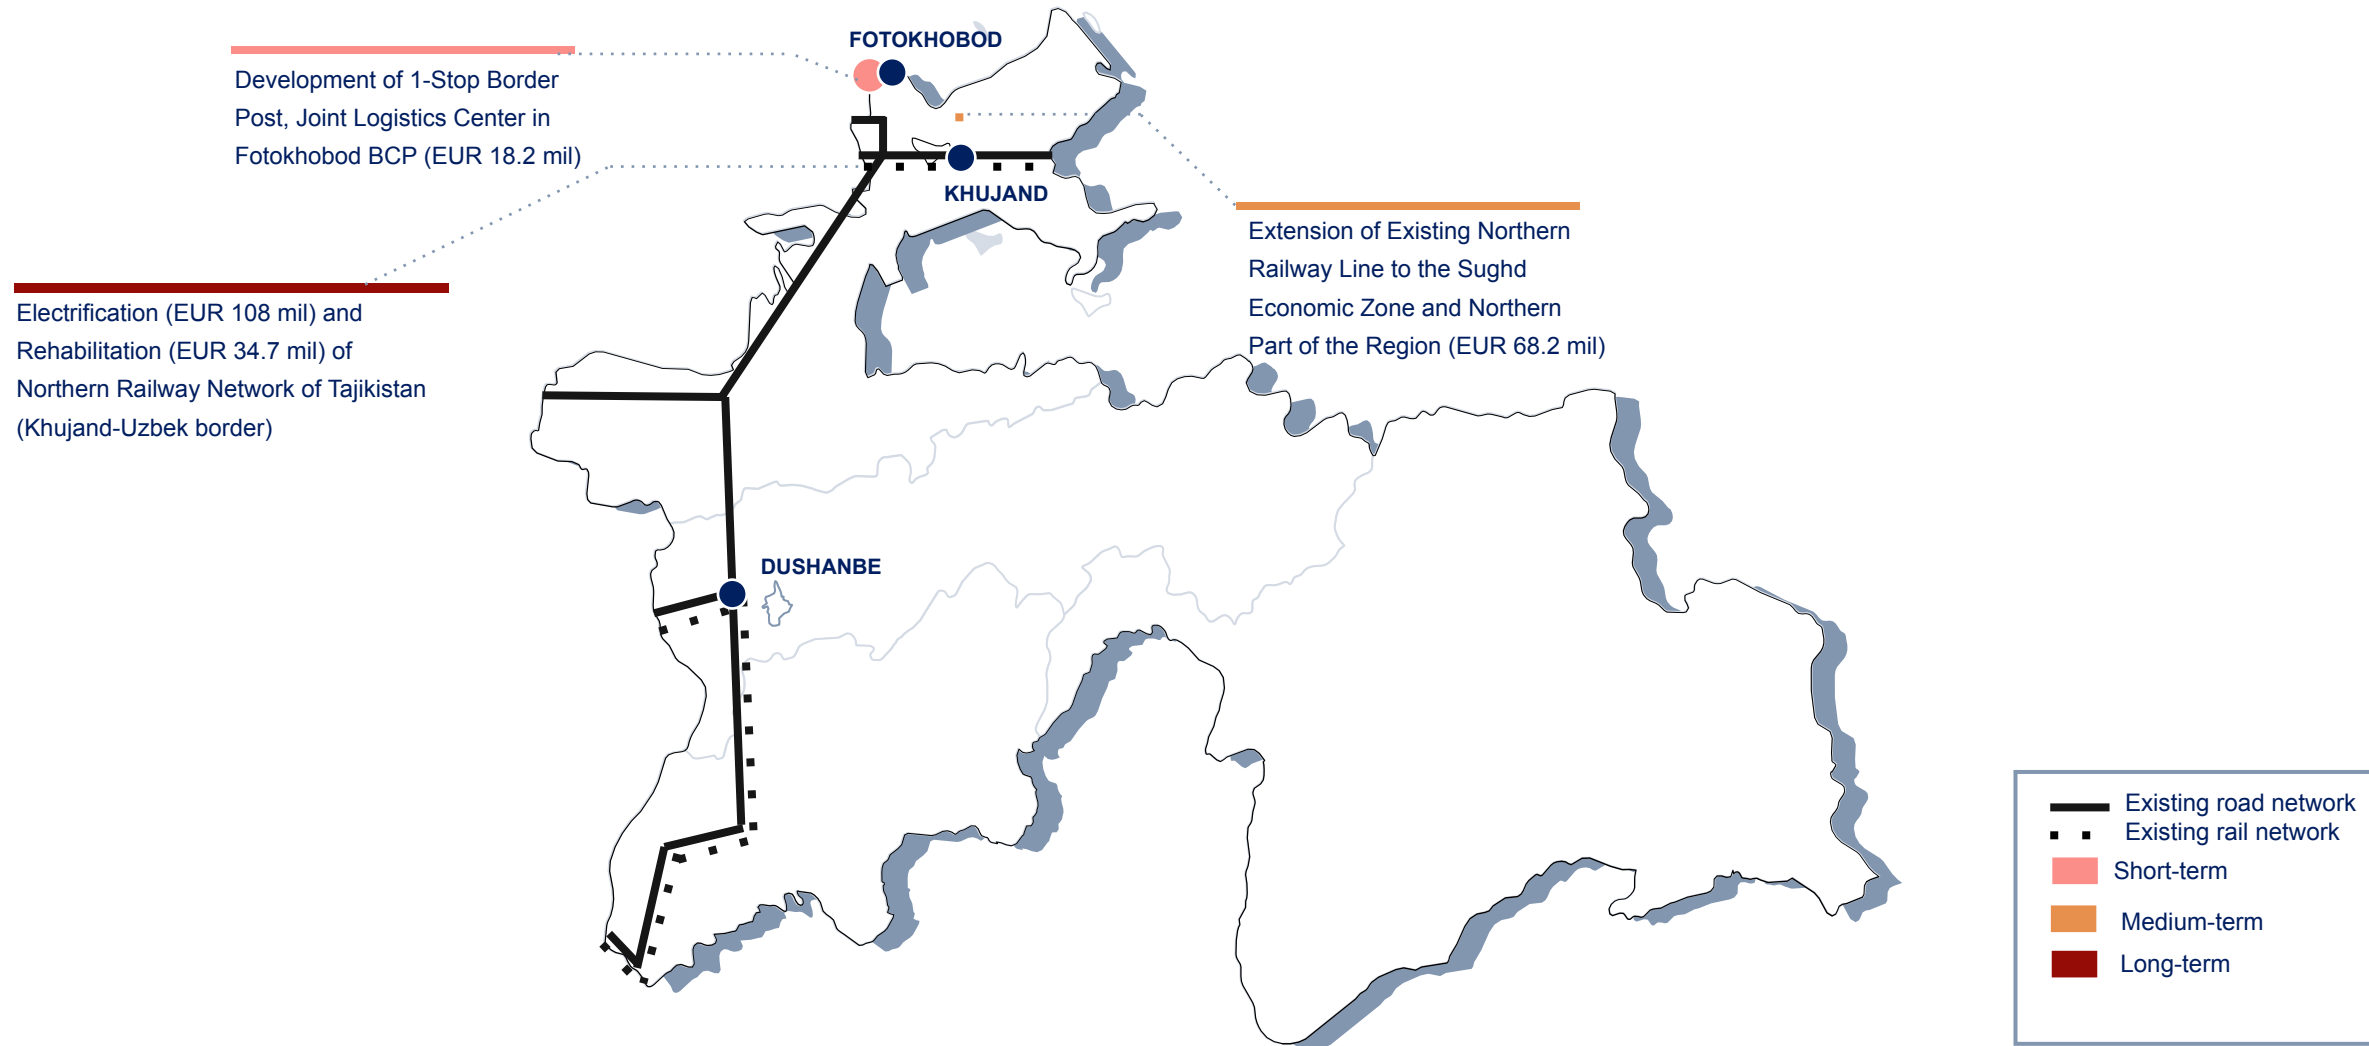 FOTOKHOBOD
Development of 1-Stop Border
Post, Joint Logistics Center in
Fotokhobod BCP (EUR 18.2 mil)
KHUJAND
Extension of Existing Northern
Railway Line to the Sughd
Economic Zone and Northern
Part of the Region (EUR 68.2 mil)
Electrification (EUR 108 mil) and
Rehabilitation (EUR 34.7 mil) of
Northern Railway Network of Tajikistan
(Khujand-Uzbek border)
DUSHANBE
Existing road network
Existing rail network
Short-term
Medium-term
Long-term